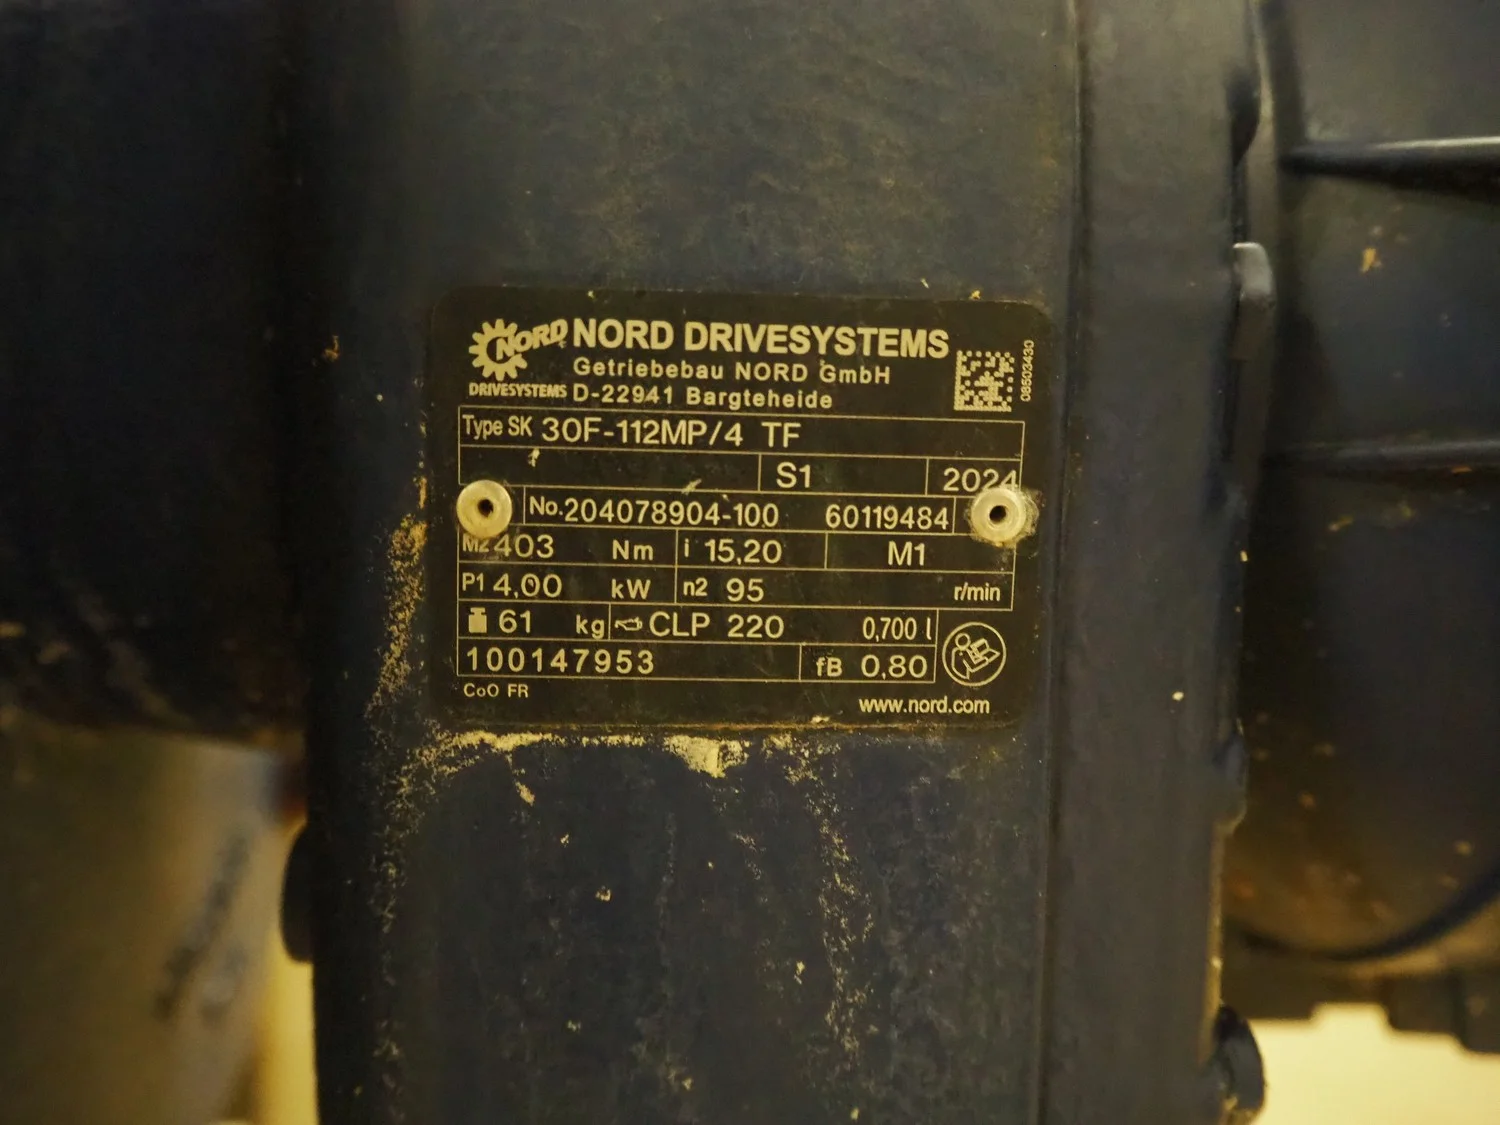 NORD NORD DRIVESYSTEMS
Getriebebau NORD GmbH
DRIVESYSTEMS D-22941 Bargteheide
08503430
Type SK 30F-112MP/4 TF
S1 2024
No. 204078904-100 60119484
M2 403 Nm i 15,20 M1
P1 4,00 kW n2 95 r/min
61 kg CLP 220 0,700 l
100147953 fB 0,80
CoO FR
www.nord.com